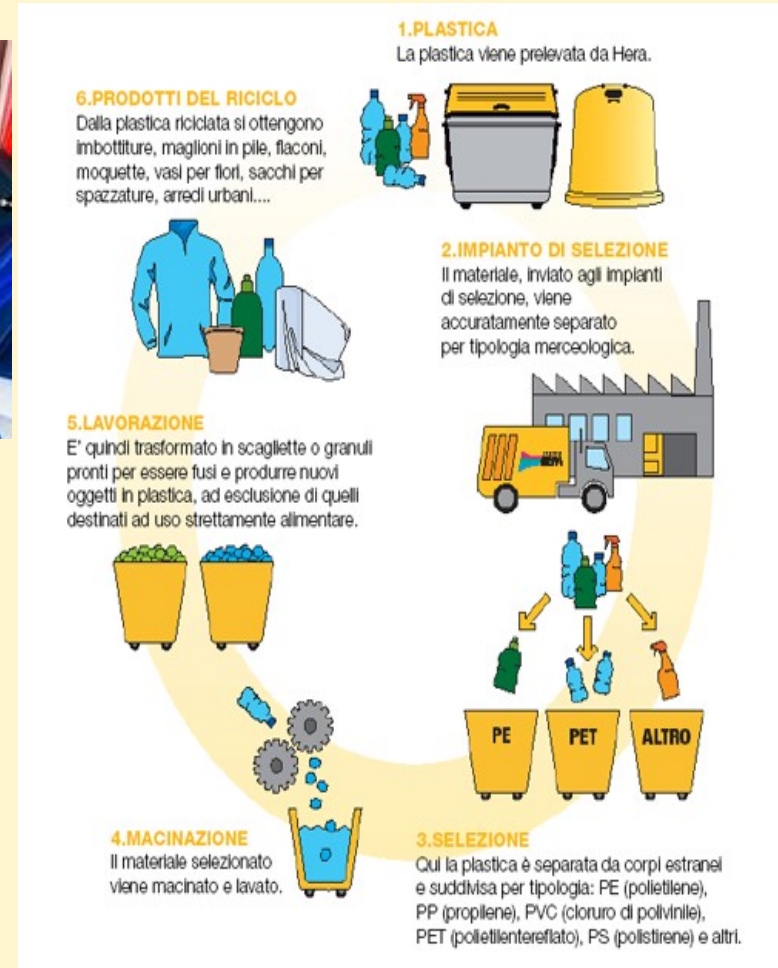 1.PLASTICA
La plastica viene prelevata da Hera.
2.IMPIANTO DI SELEZIONE
Il materiale, inviato agli impianti
di selezione, viene
accuratamente separato
per tipologia merceologica.
PE
PET
ALTRO
3.SELEZIONE
Qui la plastica è separata da corpi estranei
e suddivisa per tipologia: PE (polietilene),
PP (propilene), PVC (cloruro di polivinile),
PET (polietilentereflato), PS (polistirene) e altri.
4.MACINAZIONE
Il materiale selezionato
viene macinato e lavato.
5.LAVORAZIONE
E' quindi trasformato in scagliette o granuli
pronti per essere fusi e produrre nuovi
oggetti in plastica, ad esclusione di quelli
destinati ad uso strettamente alimentare.
6.PRODOTTI DEL RICICLO
Dalla plastica riciclata si ottengono
imbottiture, maglioni in pile, flaconi,
moquette, vasi per fiori, sacchi per
spazzature, arredi urbani....